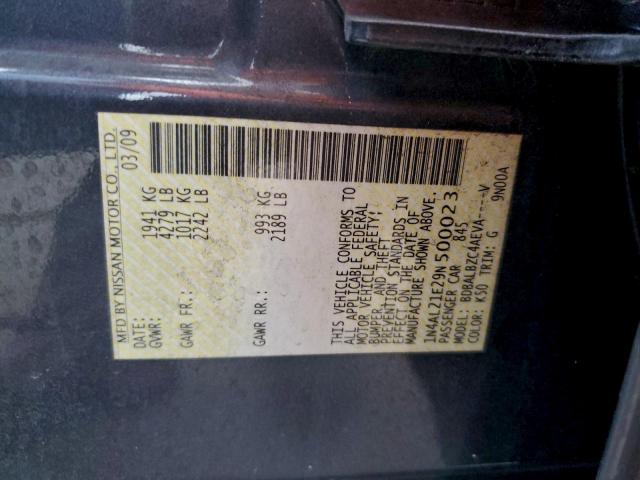 MFD BY NISSAN MOTOR CO., LTD.
DATE: 03/09
GVWR: 1941 KG
4279 LB
GAWR FR: 1017 KG
2242 LB
GAWR RR: 993 KG
2189 LB
THIS VEHICLE CONFORMS TO
ALL APPLICABLE FEDERAL
MOTOR VEHICLE SAFETY,
BUMPER, AND THEFT
PREVENTION STANDARDS IN
EFFECT ON THE DATE OF
MANUFACTURE SHOWN ABOVE.
1N4AL21E29N500023
PASSENGER CAR 845
MODEL: BDBALBZC4AEVA----V
COLOR: K50 TRIM: G 9N00A